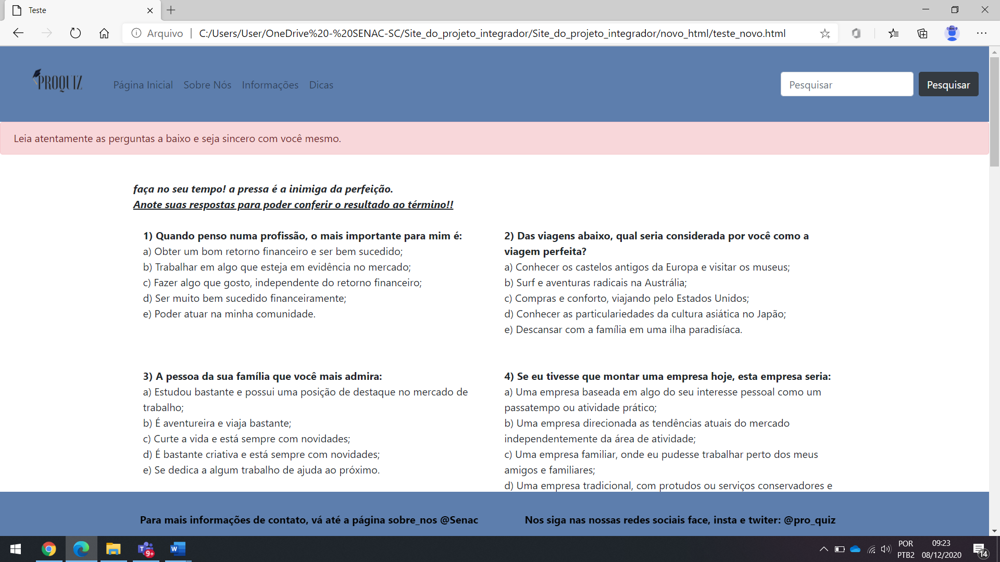 Teste
Arquivo
C:/Users/User/OneDrive%20-%20SENAC-SC/Site_do_projeto_integrador/Site_do_projeto_integrador/novo_html/teste_novo.html
PROQUIZ
Página Inicial
Sobre Nós
Informações
Dicas
Pesquisar
Pesquisar
Leia atentamente as perguntas a baixo e seja sincero com você mesmo.
faça no seu tempo! a pressa é a inimiga da perfeição.
Anote suas respostas para poder conferir o resultado ao término!!
1) Quando penso numa profissão, o mais importante para mim é:
a) Obter um bom retorno financeiro e ser bem sucedido;
b) Trabalhar em algo que esteja em evidência no mercado;
c) Fazer algo que gosto, independente do retorno financeiro;
d) Ser muito bem sucedido financeiramente;
e) Poder atuar na minha comunidade.
2) Das viagens abaixo, qual seria considerada por você como a
viagem perfeita?
a) Conhecer os castelos antigos da Europa e visitar os museus;
b) Surf e aventuras radicais na Austrália;
c) Compras e conforto, viajando pelo Estados Unidos;
d) Conhecer as particulariedades da cultura asiática no Japão;
e) Descansar com a família em uma ilha paradisíaca.
3) A pessoa da sua família que você mais admira:
a) Estudou bastante e possui uma posição de destaque no mercado de
trabalho;
b) É aventureira e viaja bastante;
c) Curte a vida e está sempre com novidades;
d) É bastante criativa e está sempre com novidades;
e) Se dedica a algum trabalho de ajuda ao próximo.
4) Se eu tivesse que montar uma empresa hoje, esta empresa seria:
a) Uma empresa baseada em algo do seu interesse pessoal como um
passatempo ou atividade prático;
b) Uma empresa direcionada as tendências atuais do mercado
independentemente da área de atividade;
c) Uma empresa familiar, onde eu pudesse trabalhar perto dos meus
amigos e familiares;
d) Uma empresa tradicional, com protudos ou serviços conservadores e
Para mais informações de contato, vá até a página sobre_nos @Senac
Nos siga nas nossas redes sociais face, insta e twiter: @pro_quiz
T
9+
W
POR
PTB2
09:23
08/12/2020
14